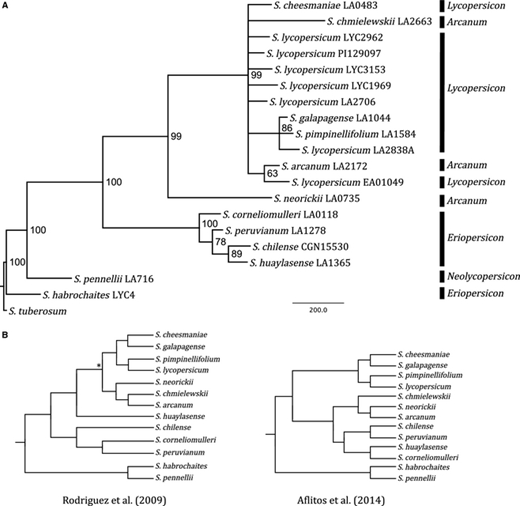 A
S. cheesmaniae LA0483 Lycopersicon
S. chmielewskii LA2663 Arcanum
S. lycopersicum LYC2962
S. lycopersicum PI129097
S. lycopersicum LYC3153
S. lycopersicum LYC1969 Lycopersicon
99
S. lycopersicum LA2706
S. galapagense LA1044
86
S. pimpinellifolium LA1584
S. lycopersicum LA2838A
99
S. arcanum LA2172 Arcanum
63
S. lycopersicum EA01049 Lycopersicon
100
S. neorickii LA0735 Arcanum
S. corneliomulleri LA0118
100
S. peruvianum LA1278
78
S. chilense CGN15530 Eriopersicon
89
S. huaylasense LA1365
100
100
S. pennellii LA716 Neolycopersicon
S. habrochaites LYC4 Eriopersicon
S. tuberosum
200.0
B
S. cheesmaniae
S. galapagense
S. pimpinellifolium
S. lycopersicum
*
S. neorickii
S. chmielewskii
S. arcanum
S. huaylasense
S. chilense
S. corneliomulleri
S. peruvianum
S. habrochaites
S. pennellii
Rodriguez et al. (2009)
S. cheesmaniae
S. galapagense
S. pimpinellifolium
S. lycopersicum
S. chmielewskii
S. neorickii
S. arcanum
S. chilense
S. peruvianum
S. huaylasense
S. corneliomulleri
S. habrochaites
S. pennellii
Aflitos et al. (2014)